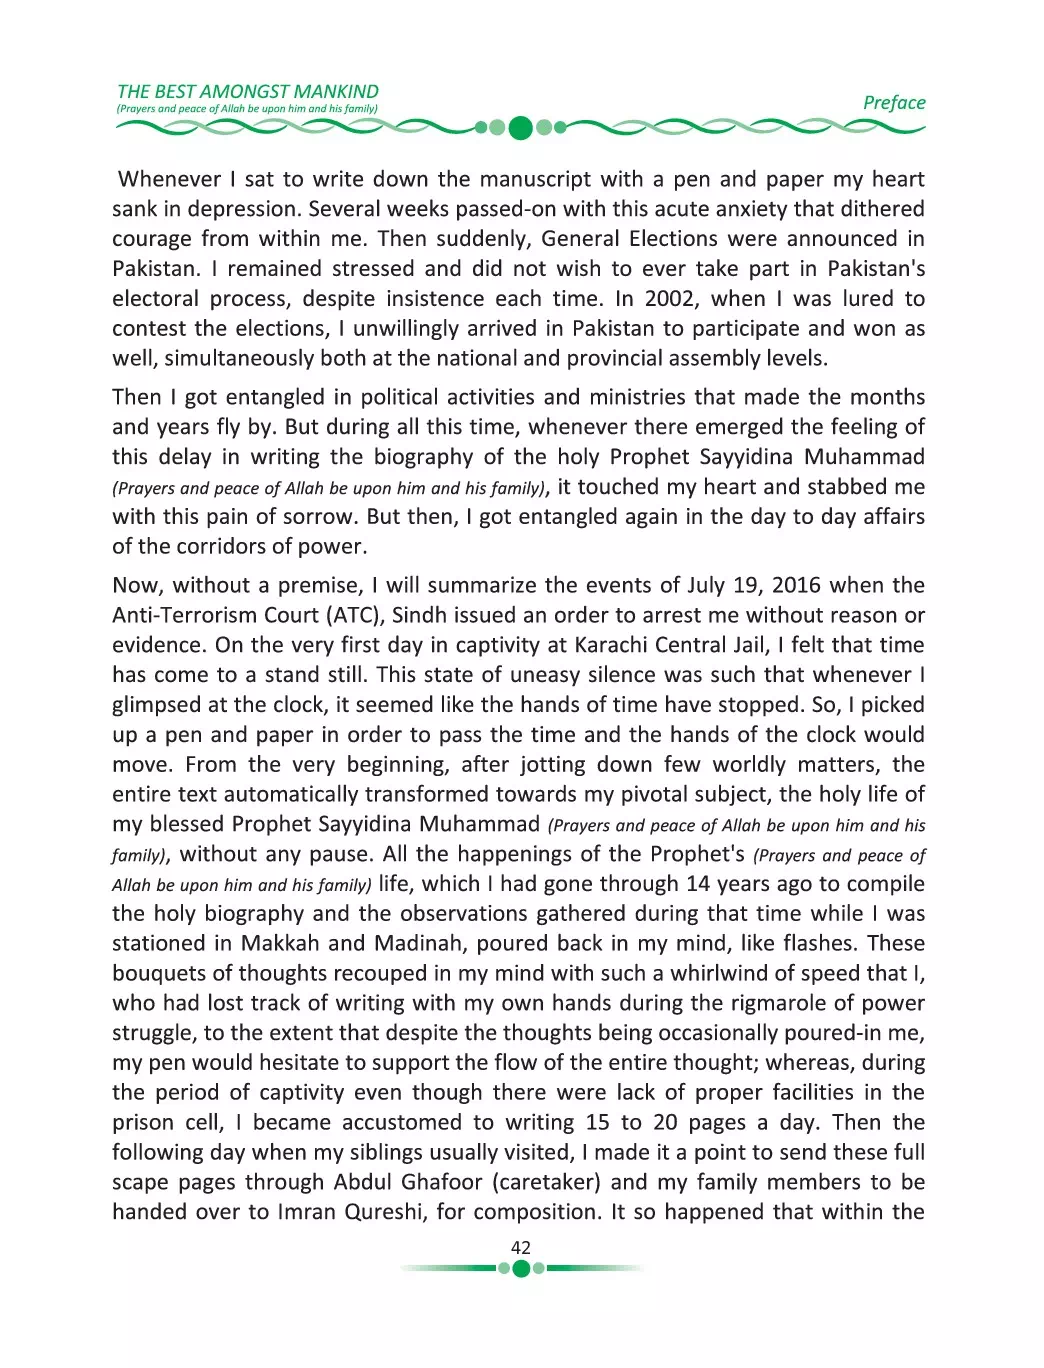 THE BEST AMONGST MANKIND
(Prayers and peace of Allah be upon him and his family)
Preface
Whenever I sat to write down the manuscript with a pen and paper my heart
sank in depression. Several weeks passed-on with this acute anxiety that dithered
courage from within me. Then suddenly, General Elections were announced in
Pakistan. I remained stressed and did not wish to ever take part in Pakistan's
electoral process, despite insistence each time. In 2002, when I was lured to
contest the elections, I unwillingly arrived in Pakistan to participate and won as
well, simultaneously both at the national and provincial assembly levels.
Then I got entangled in political activities and ministries that made the months
and years fly by. But during all this time, whenever there emerged the feeling of
this delay in writing the biography of the holy Prophet Sayyidina Muhammad
(Prayers and peace of Allah be upon him and his family), it touched my heart and stabbed me
with this pain of sorrow. But then, I got entangled again in the day to day affairs
of the corridors of power.
Now, without a premise, I will summarize the events of July 19, 2016 when the
Anti-Terrorism Court (ATC), Sindh issued an order to arrest me without reason or
evidence. On the very first day in captivity at Karachi Central Jail, I felt that time
has come to a stand still. This state of uneasy silence was such that whenever I
glimpsed at the clock, it seemed like the hands of time have stopped. So, I picked
up a pen and paper in order to pass the time and the hands of the clock would
move. From the very beginning, after jotting down few worldly matters, the
entire text automatically transformed towards my pivotal subject, the holy life of
my blessed Prophet Sayyidina Muhammad (Prayers and peace of Allah be upon him and his
family), without any pause. All the happenings of the Prophet's (Prayers and peace of
Allah be upon him and his family) life, which I had gone through 14 years ago to compile
the holy biography and the observations gathered during that time while I was
stationed in Makkah and Madinah, poured back in my mind, like flashes. These
bouquets of thoughts recouped in my mind with such a whirlwind of speed that I,
who had lost track of writing with my own hands during the rigmarole of power
struggle, to the extent that despite the thoughts being occasionally poured-in me,
my pen would hesitate to support the flow of the entire thought; whereas, during
the period of captivity even though there were lack of proper facilities in the
prison cell, I became accustomed to writing 15 to 20 pages a day. Then the
following day when my siblings usually visited, I made it a point to send these full
scape pages through Abdul Ghafoor (caretaker) and my family members to be
handed over to Imran Qureshi, for composition. It so happened that within the
42